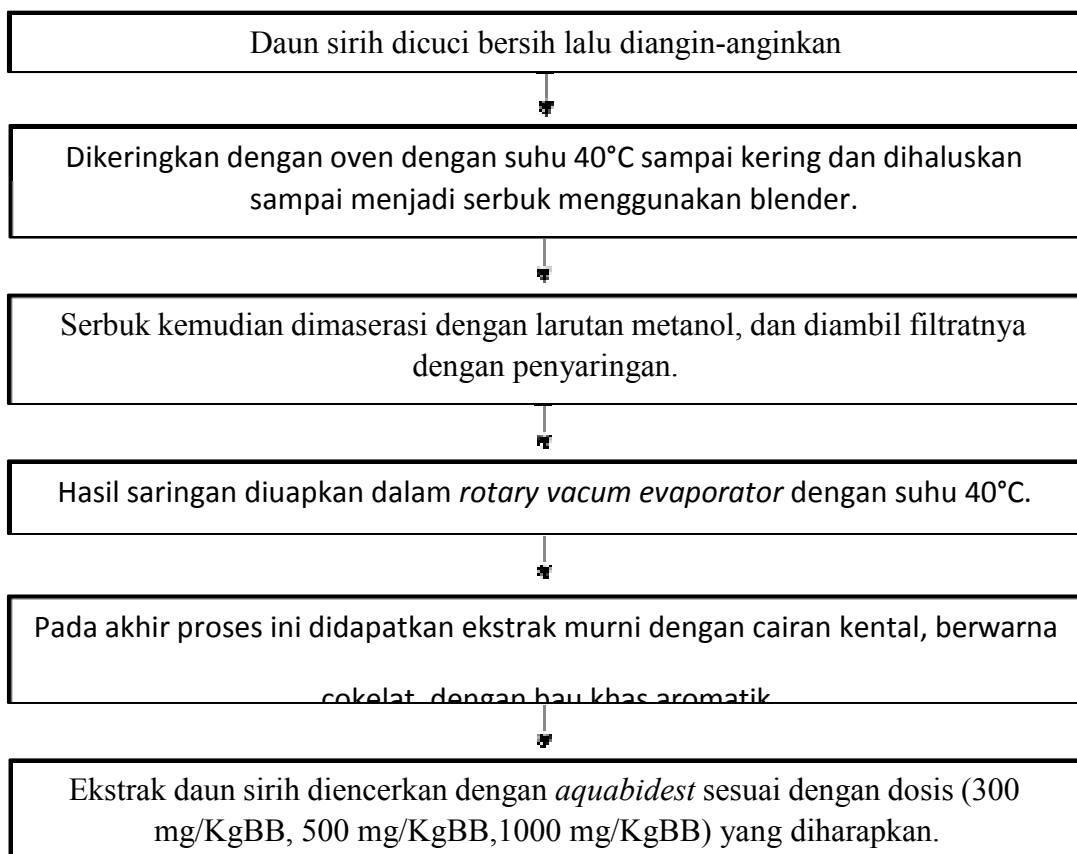 Daun sirih dicuci bersih lalu diangin-anginkan
Dikeringkan dengan oven dengan suhu 40°C sampai kering dan dihaluskan
sampai menjadi serbuk menggunakan blender.
Serbuk kemudian dimaserasi dengan larutan metanol, dan diambil filtratnya
dengan penyaringan.
Hasil saringan diuapkan dalam rotary vacum evaporator dengan suhu 40°C.
Pada akhir proses ini didapatkan ekstrak murni dengan cairan kental, berwarna
cokelat, dengan bau khas aromatik
Ekstrak daun sirih diencerkan dengan aquabidest sesuai dengan dosis (300
mg/KgBB, 500 mg/KgBB,1000 mg/KgBB) yang diharapkan.